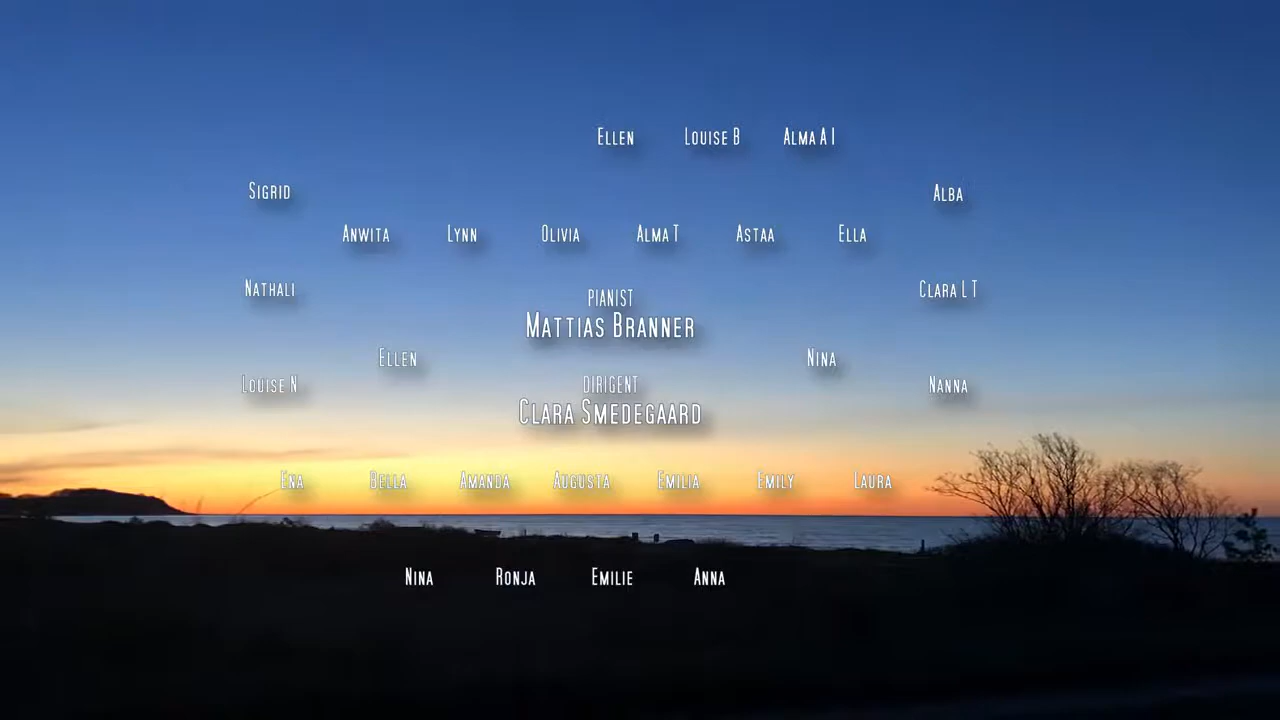 Ellen Louise B Alma A I
Sigrid Alba
Anwita Lynn Olivia Alma T Astaa Ella
Nathali Clara L T
pianist
Mattias Branner
Ellen Nina
Louise N Nanna
dirigent
Clara Smedegaard
Ena Bella Amanda Augusta Emilia Emily Laura
Nina Ronja Emilie Anna